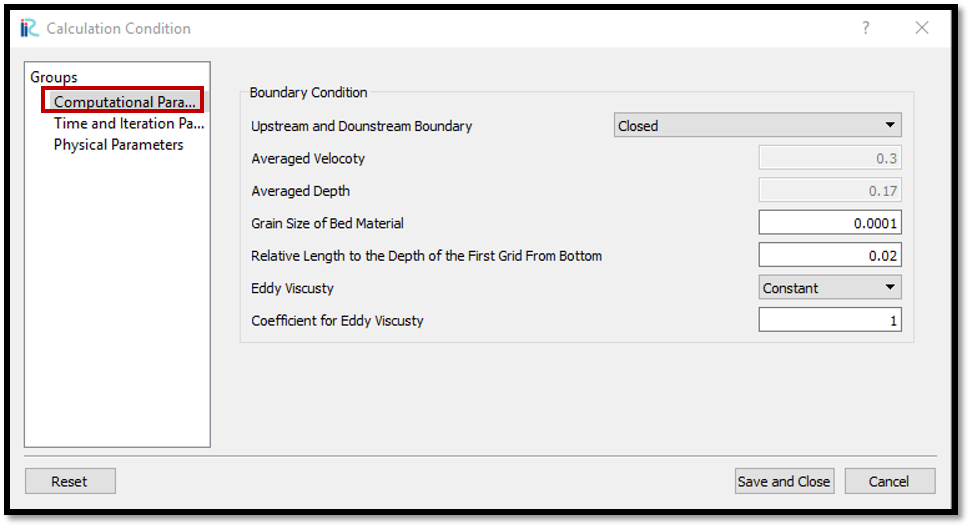 iRC Calculation Condition ?
Groups
Computational Para...
Time and Iteration Pa...
Physical Parameters
Boundary Condition
Upstream and Dounstream Boundary Closed
Averaged Velocoty 0.3
Averaged Depth 0.17
Grain Size of Bed Material 0.0001
Relative Length to the Depth of the First Grid From Bottom 0.02
Eddy Viscusty Constant
Coefficient for Eddy Viscusty 1
Reset Save and Close Cancel